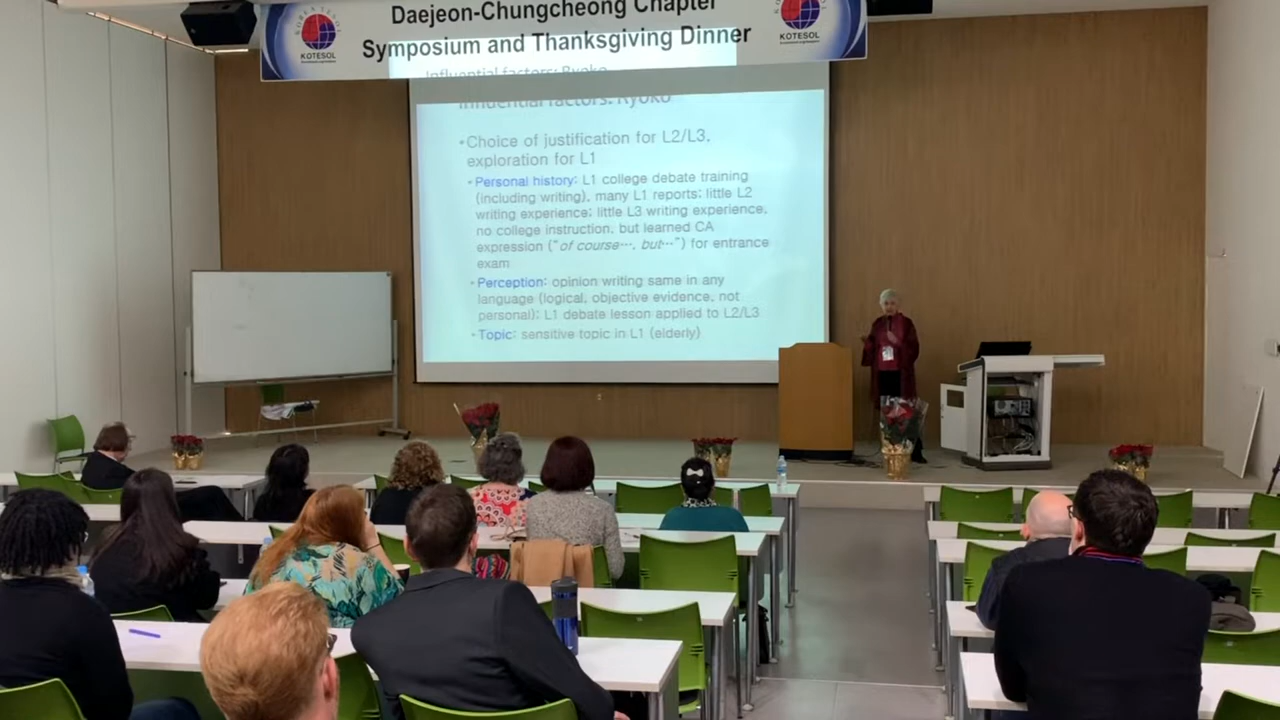 Daejeon-Chungcheong Chapter
Symposium and Thanksgiving Dinner
KOTESOL
KOTESOL
Influential factors: Ryoko
Influential factors: Ryoko
•Choice of justification for L2/L3,
exploration for L1
•Personal history: L1 college debate training
(including writing), many L1 reports; little L2
writing experience; little L3 writing experience,
no college instruction, but learned CA
expression (“of course…, but…”) for entrance
exam
•Perception: opinion writing same in any
language (logical, objective evidence, not
personal); L1 debate lesson applied to L2/L3
•Topic: sensitive topic in L1 (elderly)